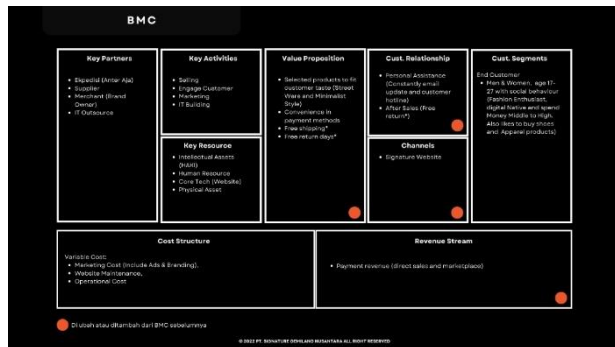 BMC
Key Partners
Ekpedisi (Anter Aja)
Supplier
Merchant (Brand
Owner)
IT Outsource
Key Activities
Selling
Engage Customer
Marketing
IT Building
Key Resource
Intellectual Assets
(HAKI)
Human Resource
Core Tech (Website)
Physical Asset
Value Proposition
Selected products to fit
customer taste (Street
Ware and Minimalist
Style)
Convenience in
payment methods
Free shipping*
Free return days*
Cust. Relationship
Personal Assistance
(Constantly email
update and customer
hotline)
After Sales (Free
return*)
Channels
Signature Website
Cust. Segments
End Customer
Men & Women, age 17-
27 with social behaviour
(Fashion Enthusiast,
digital Native and spend
Money Middle to High.
Also likes to buy shoes
and Apparel products)
Cost Structure
Variable Cost:
Marketing Cost (Include Ads & Branding),
Website Maintenance,
Operational Cost
Revenue Stream
Payment revenue (direct sales and marketplace)
Di ubah atau ditambah dari BMC sebelumnya
© 2022 PT. SIGNATURE GEMILANG NUSANTARA ALL RIGHT RESERVED